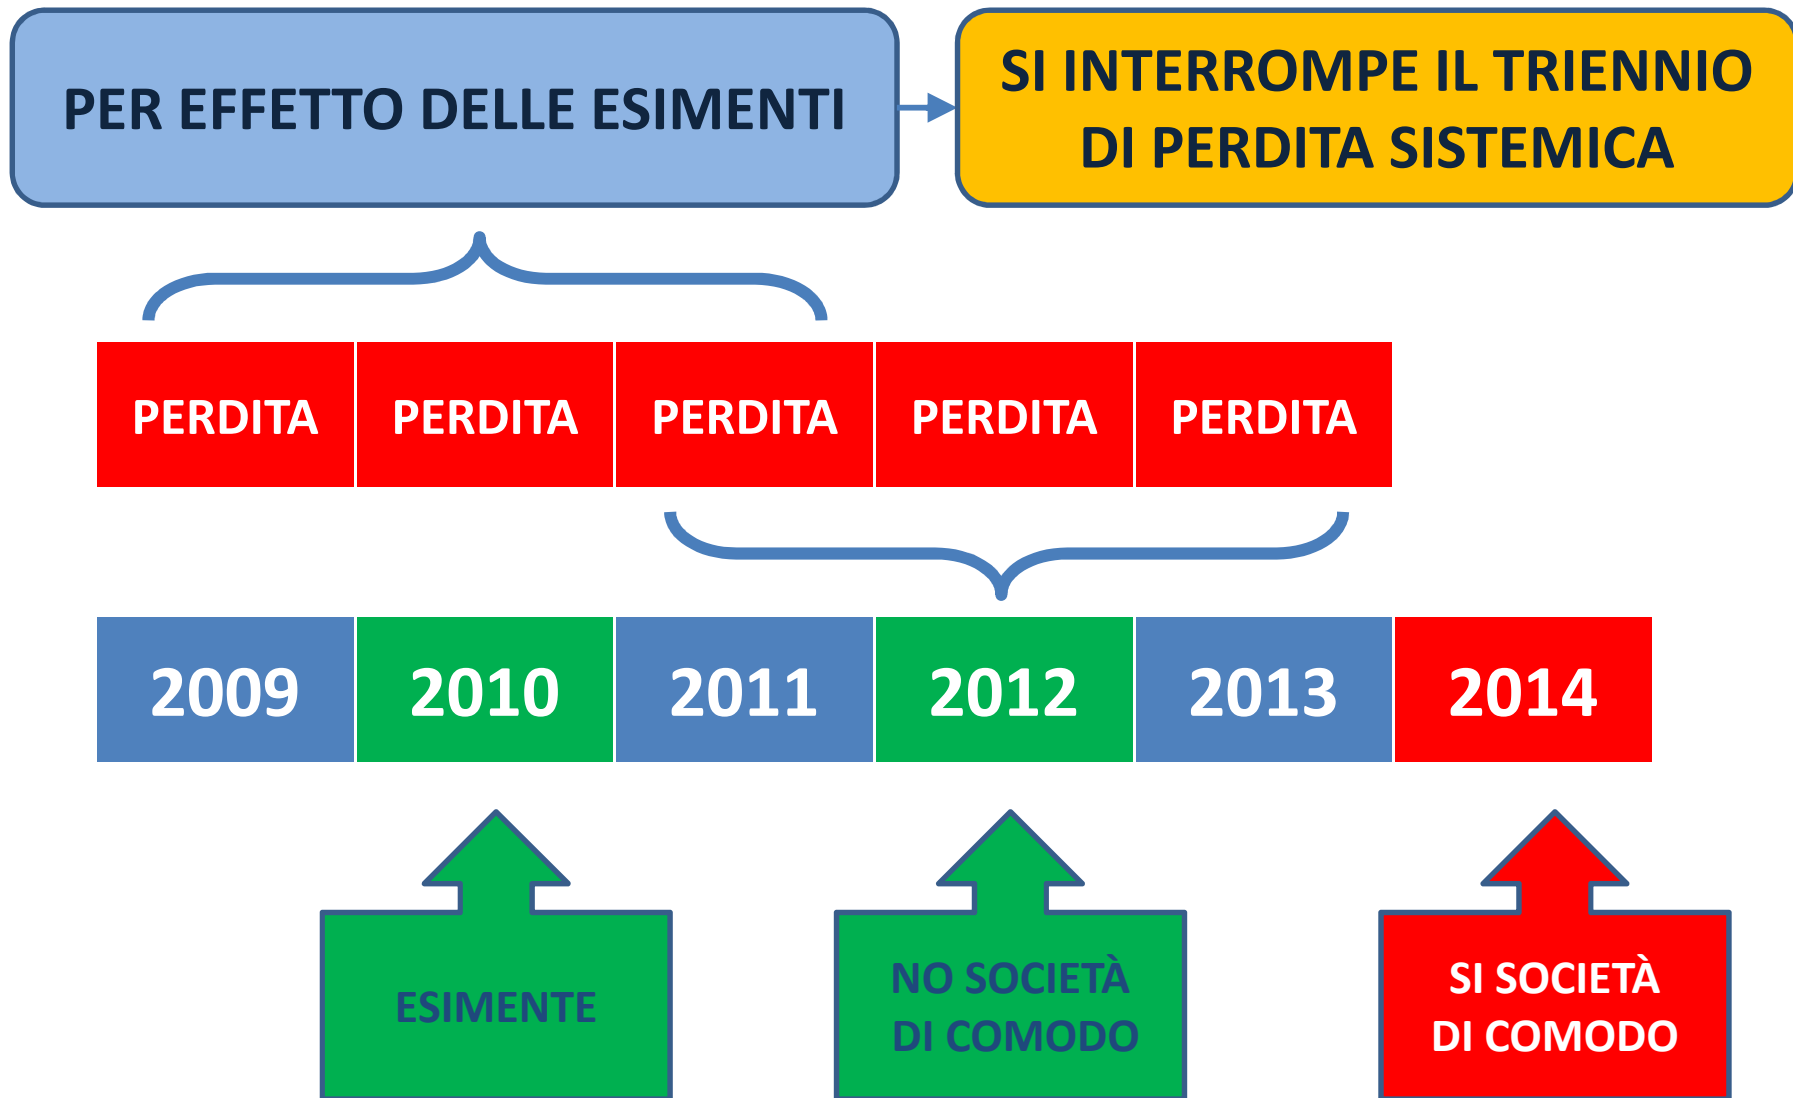 PER EFFETTO DELLE ESIMENTI
SI INTERROMPE IL TRIENNIO
DI PERDITA SISTEMICA
PERDITA
PERDITA
PERDITA
PERDITA
PERDITA
2009
2010
2011
2012
2013
2014
ESIMENTE
NO SOCIETÀ
DI COMODO
SI SOCIETÀ
DI COMODO